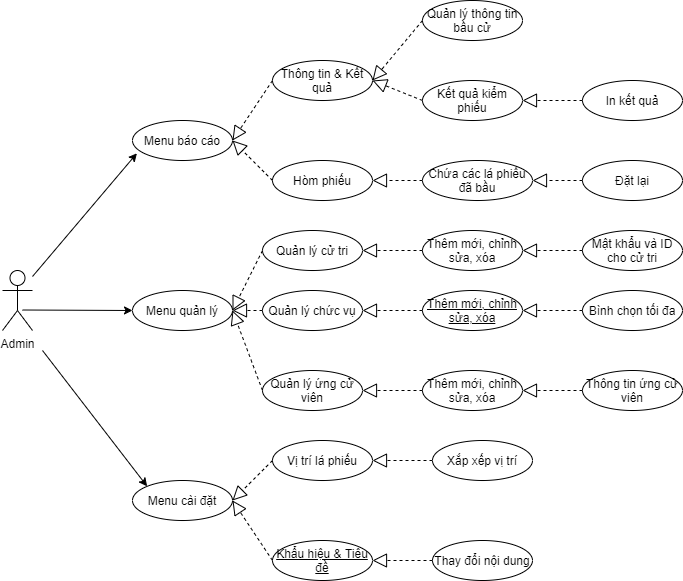 Quản lý thông tin
bầu cử
Thông tin & Kết
quả
Kết quả kiểm
phiếu
In kết quả
Menu báo cáo
Hòm phiếu
Chứa các lá phiếu
đã bầu
Đặt lại
Quản lý cử tri
Thêm mới, chỉnh
sửa, xóa
Mật khẩu và ID
cho cử tri
Admin
Menu quản lý
Quản lý chức vụ
Thêm mới, chỉnh
sửa, xóa
Bình chọn tối đa
Quản lý ứng cử
viên
Thêm mới, chỉnh
sửa, xóa
Thông tin ứng cử
viên
Vị trí lá phiếu
Xắp xếp vị trí
Menu cài đặt
Khẩu hiệu & Tiêu
đề
Thay đổi nội dung